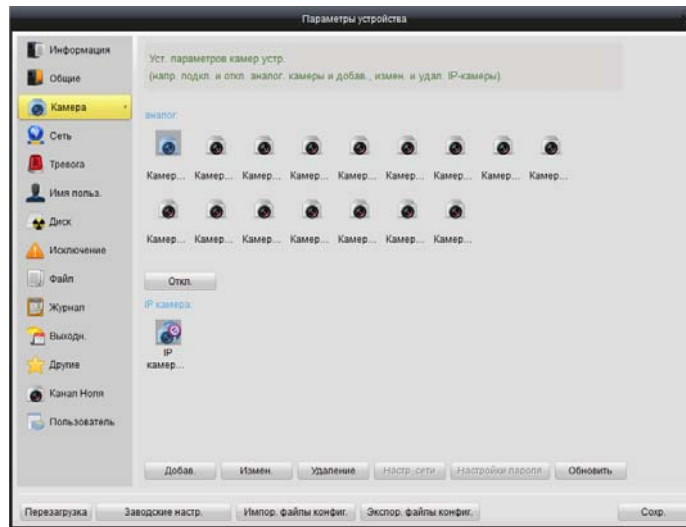 Параметры устройства
Информация
Общие
Камера
Сеть
Тревога
Имя польз.
Диск
Исключение
Файл
Журнал
Выходн.
Другие
Канал Ноля
Пользователь
Уст. параметров камер устр.
(напр. подкл. и откл. аналог. камеры и добав., измен. и удал. IP-камеры).
аналог.
Камер... Камер... Камер... Камер... Камер... Камер... Камер... Камер... Камер...
Камер... Камер... Камер... Камер... Камер... Камер... Камер...
Откл.
IP камера:
IP
камер...
Добав. Измен. Удаление Настр. сети Настройки пароля Обновить
Перезагрузка Заводские настр. Импор. файлы конфиг. Экспор. файлы конфиг. Сохр.